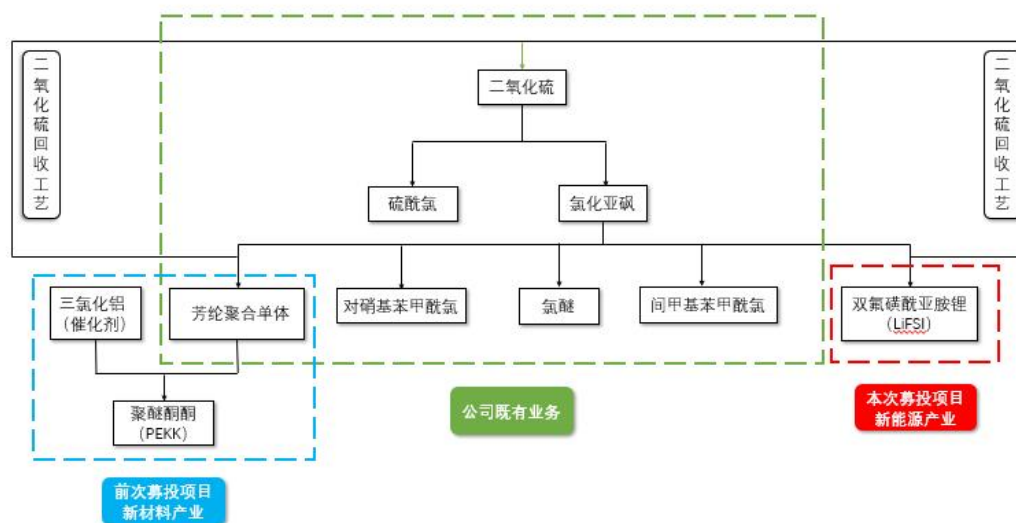 二氧化硫回收工艺
二氧化硫
二氧化硫回收工艺
硫酰氯
氯化亚砜
三氯化铝
（催化剂）
芳纶聚合单体
对硝基苯甲酰氯
氯醚
间甲基苯甲酰氯
双氟磺酰亚胺锂
（LiFSI）
聚醚酮酮
（PEKK）
公司既有业务
本次募投项目
新能源产业
前次募投项目
新材料产业